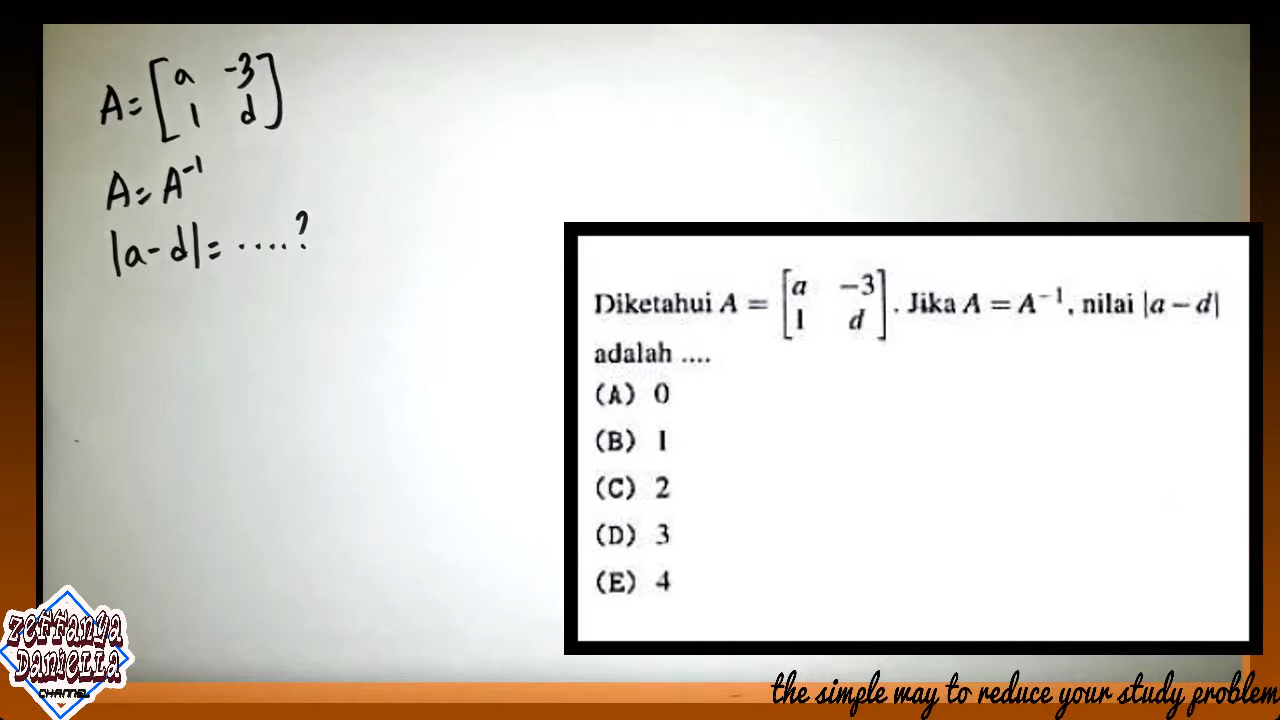 A = [a -3
1 d]
A = A⁻¹
|a - d| = ....?
Diketahui A = [a −3
1 d]. Jika A = A⁻¹, nilai |a − d|
adalah ....
(A) 0
(B) 1
(C) 2
(D) 3
(E) 4
Zeffanya
Daniella
CHANNEL
the simple way to reduce your study problem